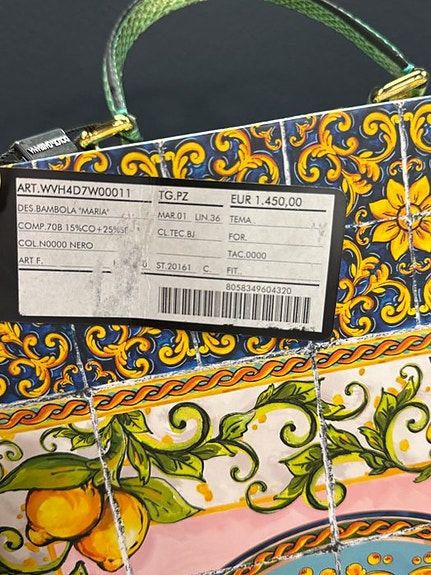 ART.WVH4D7W00011 TG.PZ EUR 1.450,00
DES.BAMBOLA "MARIA" MAR.01 LIN.36 TEMA
COMP.70B 15%CO+25%SE CL.TEC.BJ FOR.
COL.N0000 NERO TAC.0000
ART F. ST.20161 C FIT..
8058349604320